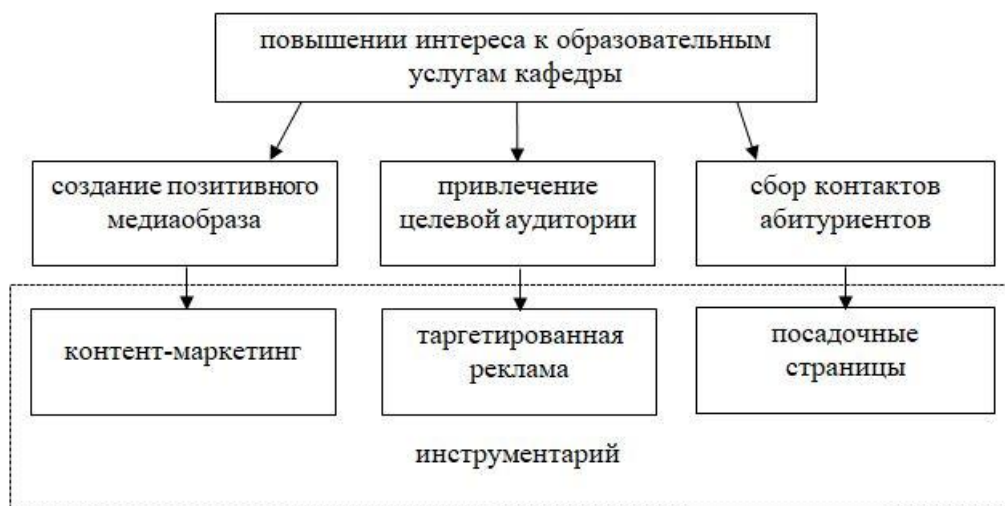 повышении интереса к образовательным
услугам кафедры
создание позитивного
медиаобраза
привлечение
целевой аудитории
сбор контактов
абитуриентов
контент-маркетинг
таргетированная
реклама
посадочные
страницы
инструментарий